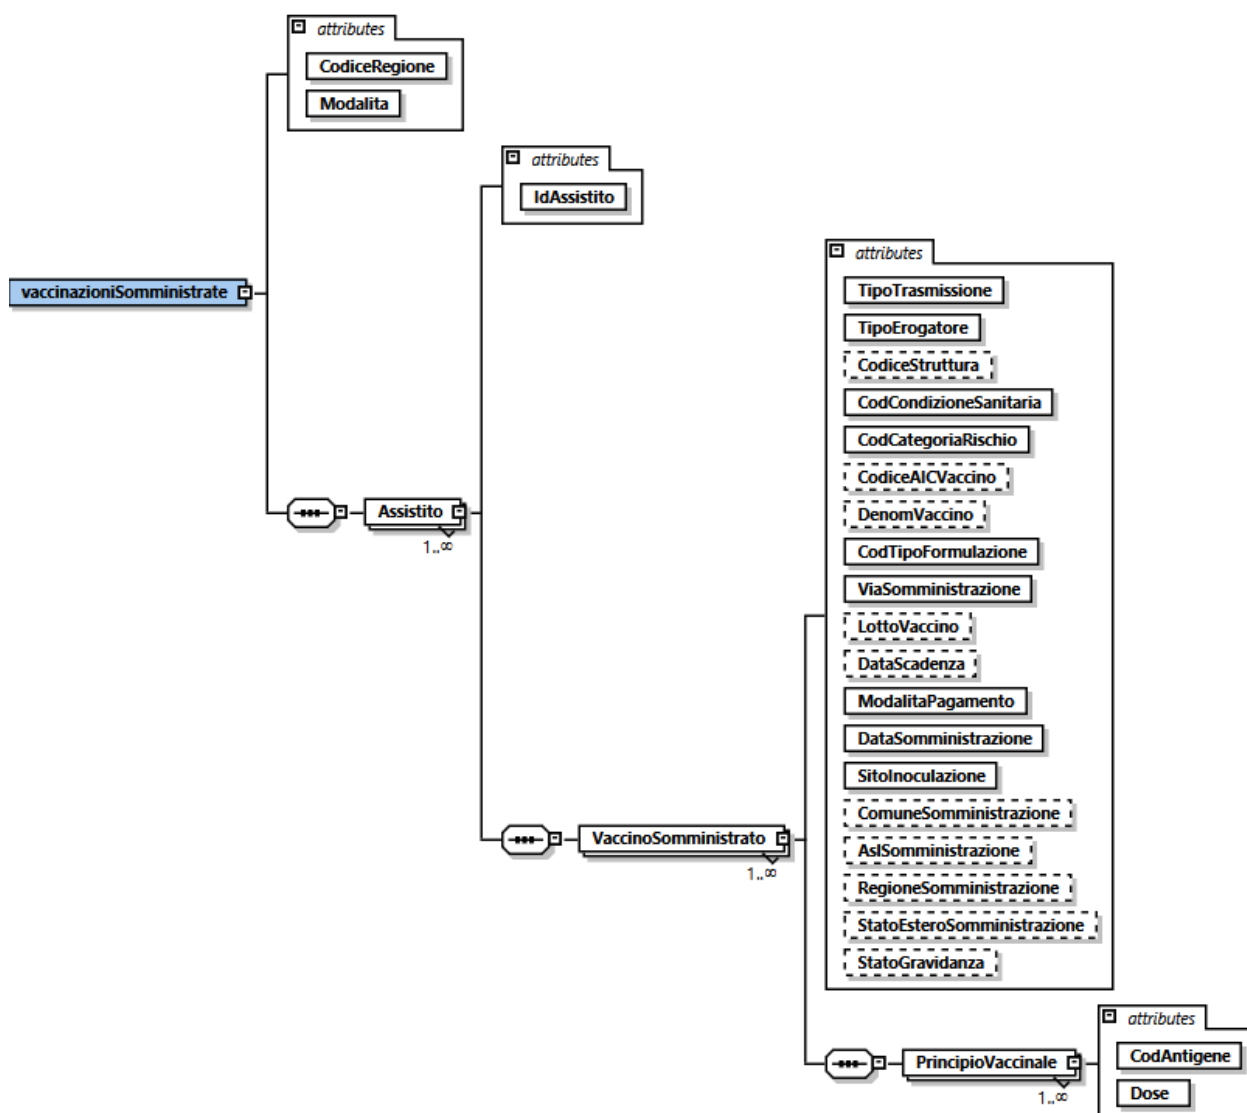 attributes
CodiceRegione
Modalita
attributes
IdAssistito
vaccinazioniSomministrate
Assistito
1..∞
attributes
TipoTrasmissione
TipoErogatore
CodiceStruttura
CodCondizioneSanitaria
CodCategoriaRischio
CodiceAICVaccino
DenomVaccino
CodTipoFormulazione
ViaSomministrazione
LottoVaccino
DataScadenza
ModalitaPagamento
DataSomministrazione
SitoInoculazione
ComuneSomministrazione
AslSomministrazione
RegioneSomministrazione
StatoEsteroSomministrazione
StatoGravidanza
VaccinoSomministrato
1..∞
PrincipioVaccinale
1..∞
attributes
CodAntigene
Dose